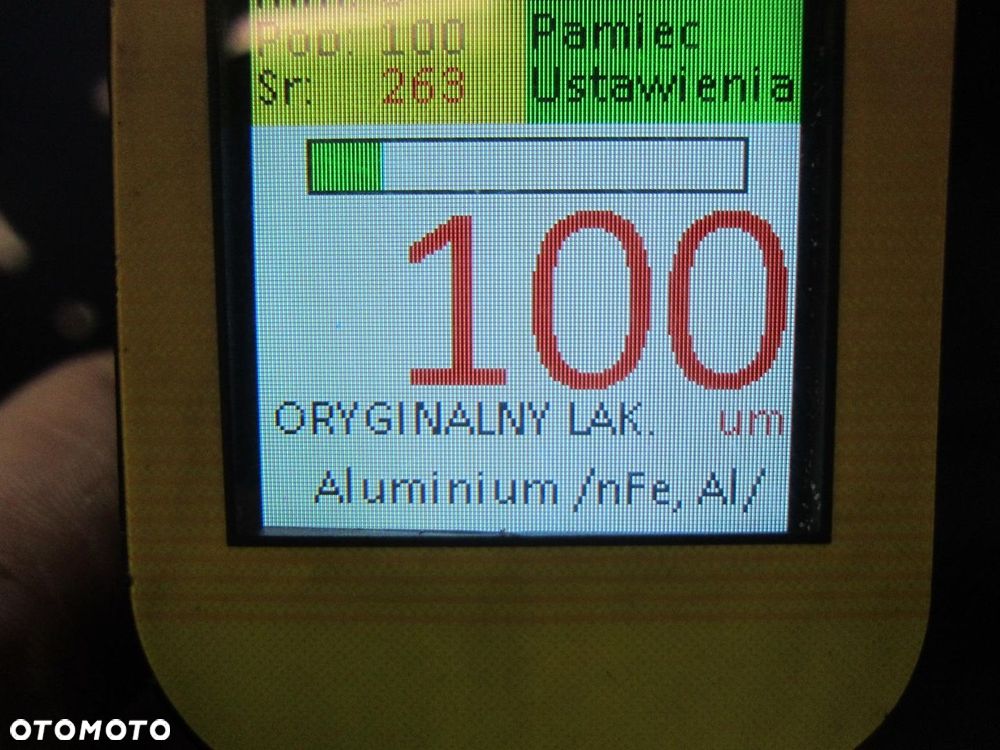 Pob: 100
Sr: 263
Pamiec
Ustawienia
100
ORYGINALNY LAK. um
Aluminium /nFe, Al/
OTOMOTO